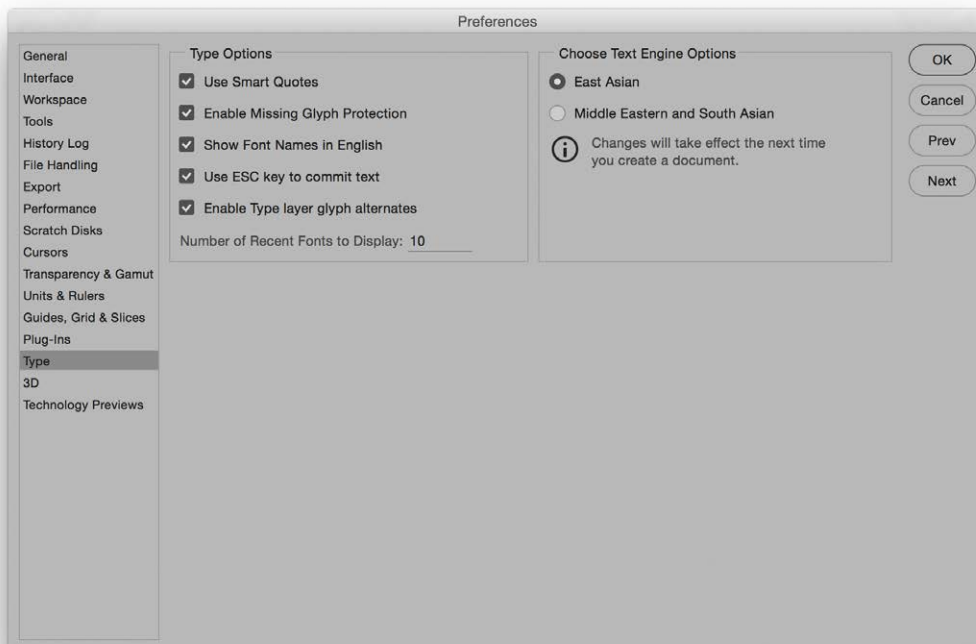 Preferences
General
Interface
Workspace
Tools
History Log
File Handling
Export
Performance
Scratch Disks
Cursors
Transparency & Gamut
Units & Rulers
Guides, Grid & Slices
Plug-Ins
Type
3D
Technology Previews
Type Options
Use Smart Quotes
Enable Missing Glyph Protection
Show Font Names in English
Use ESC key to commit text
Enable Type layer glyph alternates
Number of Recent Fonts to Display: 10
Choose Text Engine Options
East Asian
Middle Eastern and South Asian
Changes will take effect the next time
you create a document.
OK
Cancel
Prev
Next